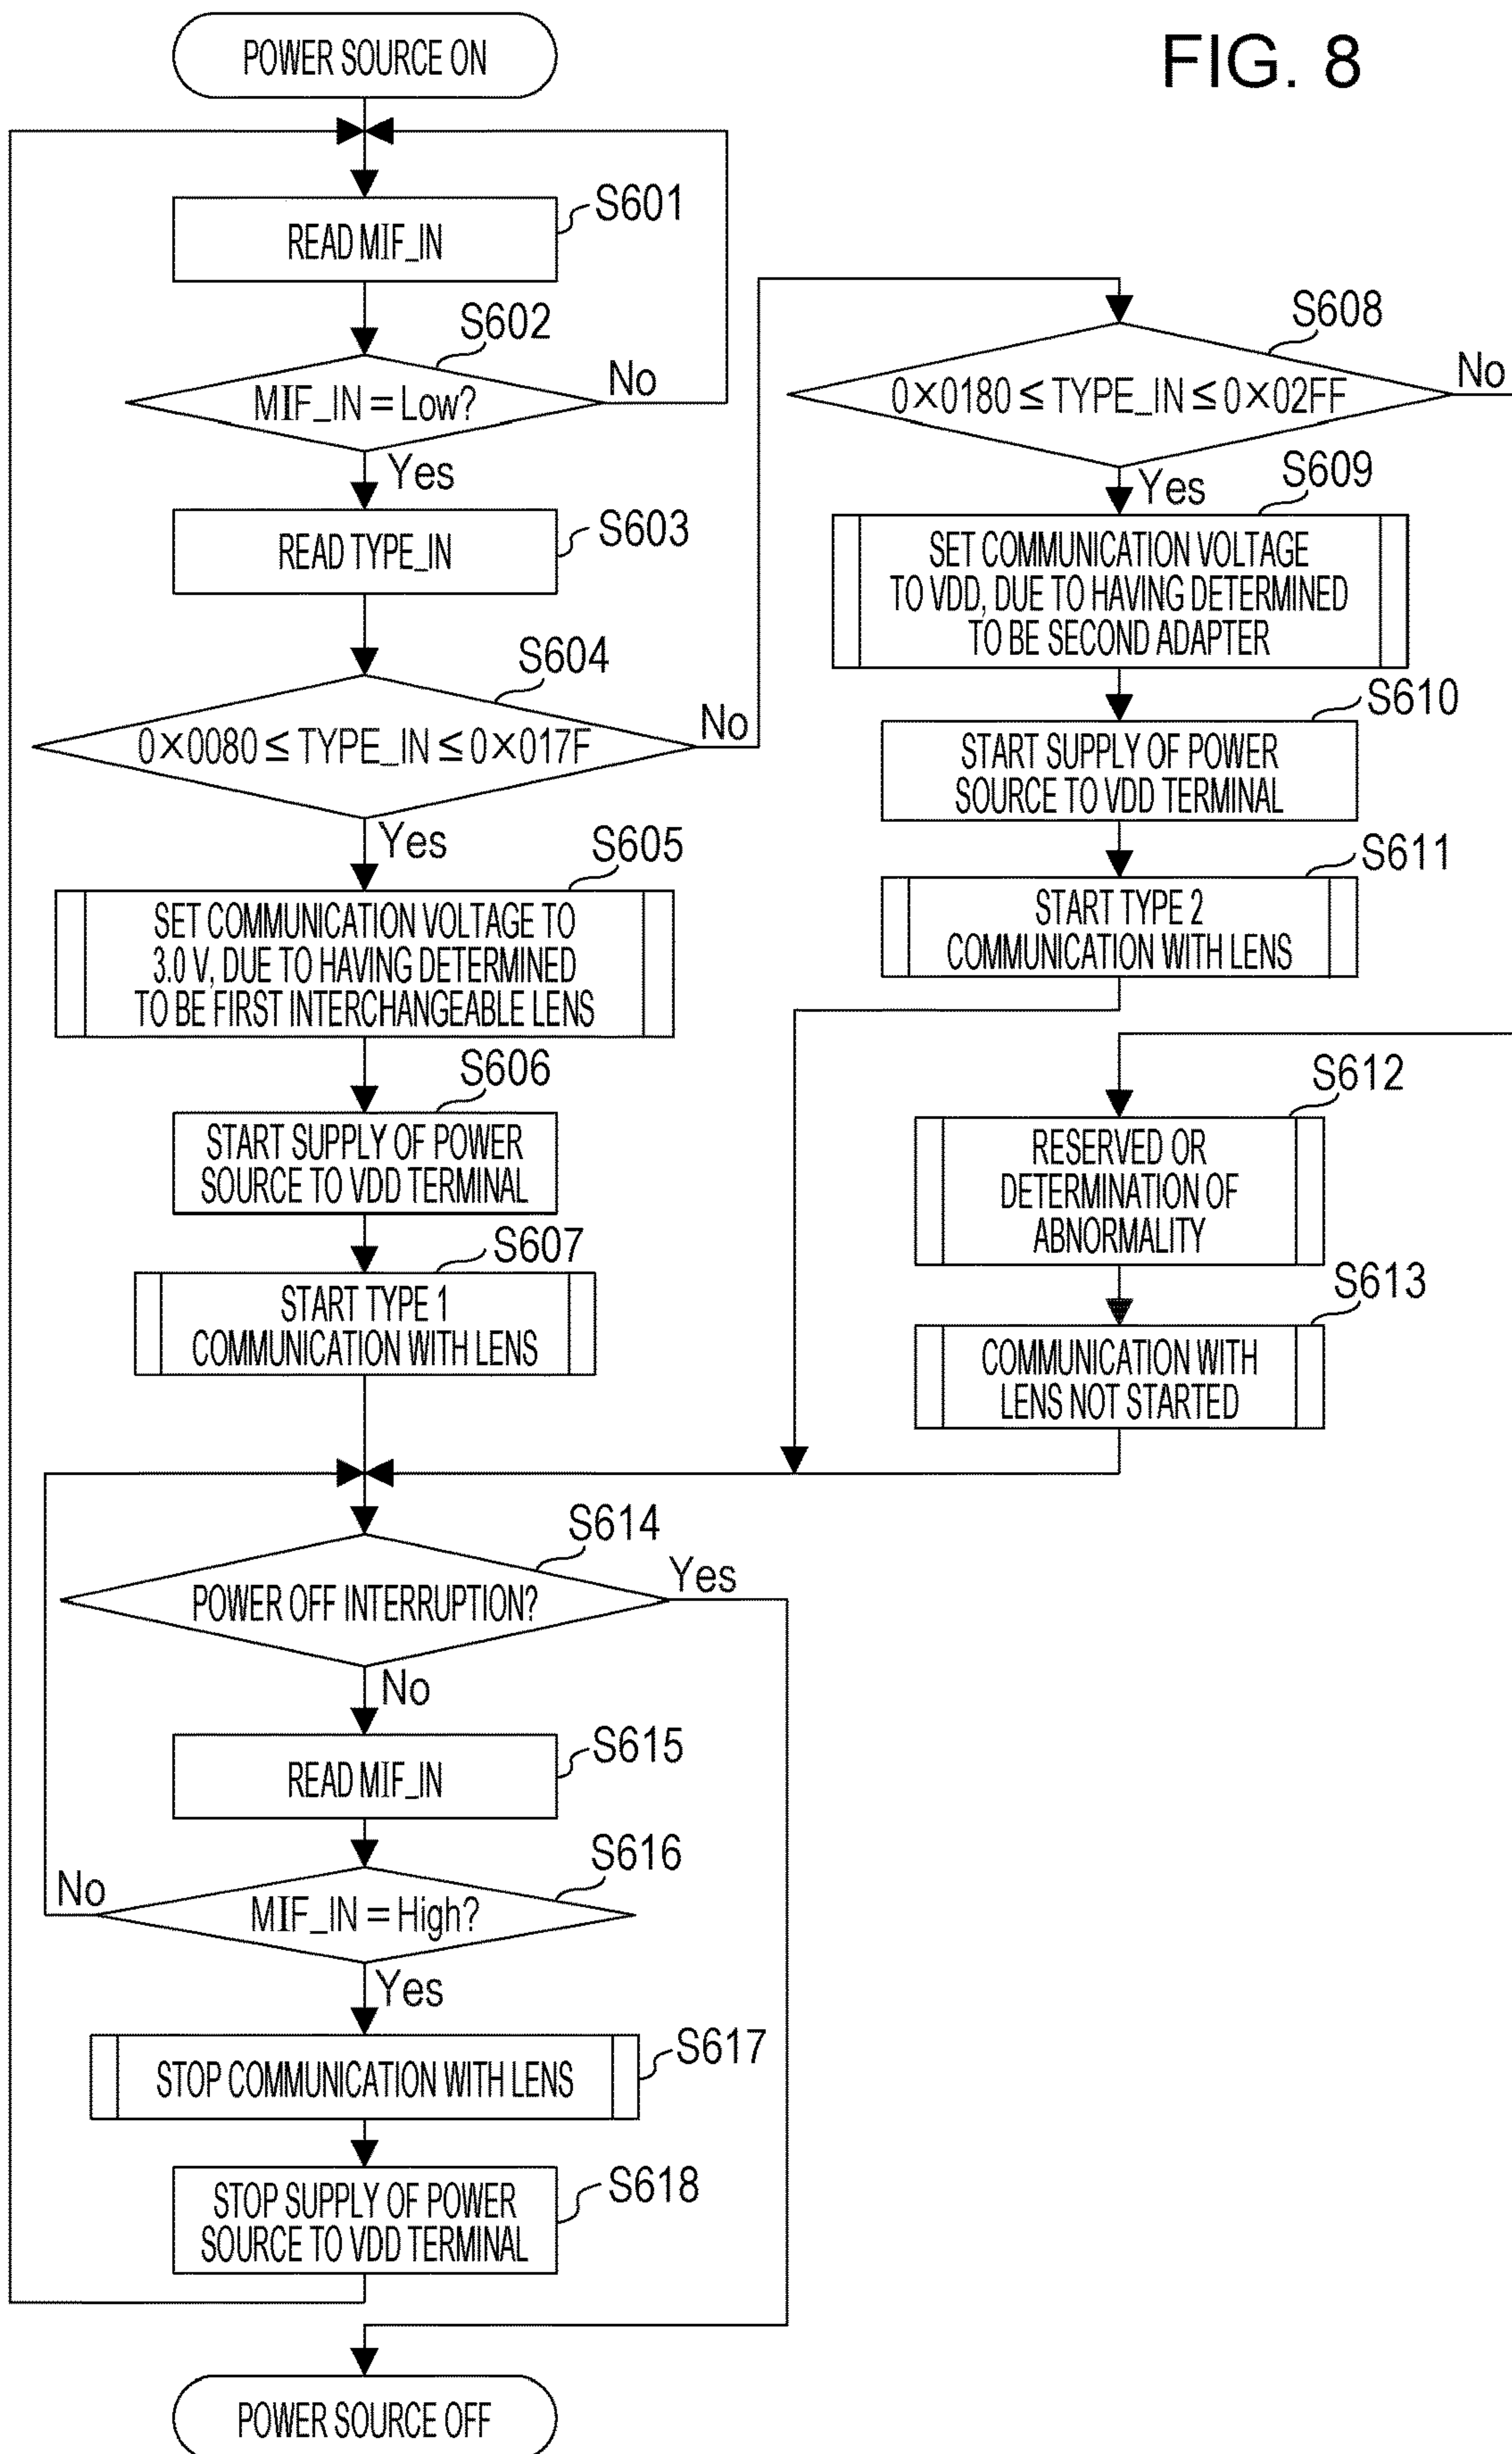 FIG. 8
POWER SOURCE ON
S601
READ MIF_IN
S602
MIF_IN = Low?
No
Yes
S603
READ TYPE_IN
S604
0×0080 ≤ TYPE_IN ≤ 0×017F
No
Yes
S605
SET COMMUNICATION VOLTAGE TO
3.0 V, DUE TO HAVING DETERMINED
TO BE FIRST INTERCHANGEABLE LENS
S606
START SUPPLY OF POWER
SOURCE TO VDD TERMINAL
S607
START TYPE 1
COMMUNICATION WITH LENS
S608
0×0180 ≤ TYPE_IN ≤ 0×02FF
No
Yes
S609
SET COMMUNICATION VOLTAGE
TO VDD, DUE TO HAVING DETERMINED
TO BE SECOND ADAPTER
S610
START SUPPLY OF POWER
SOURCE TO VDD TERMINAL
S611
START TYPE 2
COMMUNICATION WITH LENS
S612
RESERVED OR
DETERMINATION OF
ABNORMALITY
S613
COMMUNICATION WITH
LENS NOT STARTED
S614
POWER OFF INTERRUPTION?
Yes
No
S615
READ MIF_IN
S616
MIF_IN = High?
No
Yes
S617
STOP COMMUNICATION WITH LENS
S618
STOP SUPPLY OF POWER
SOURCE TO VDD TERMINAL
POWER SOURCE OFF